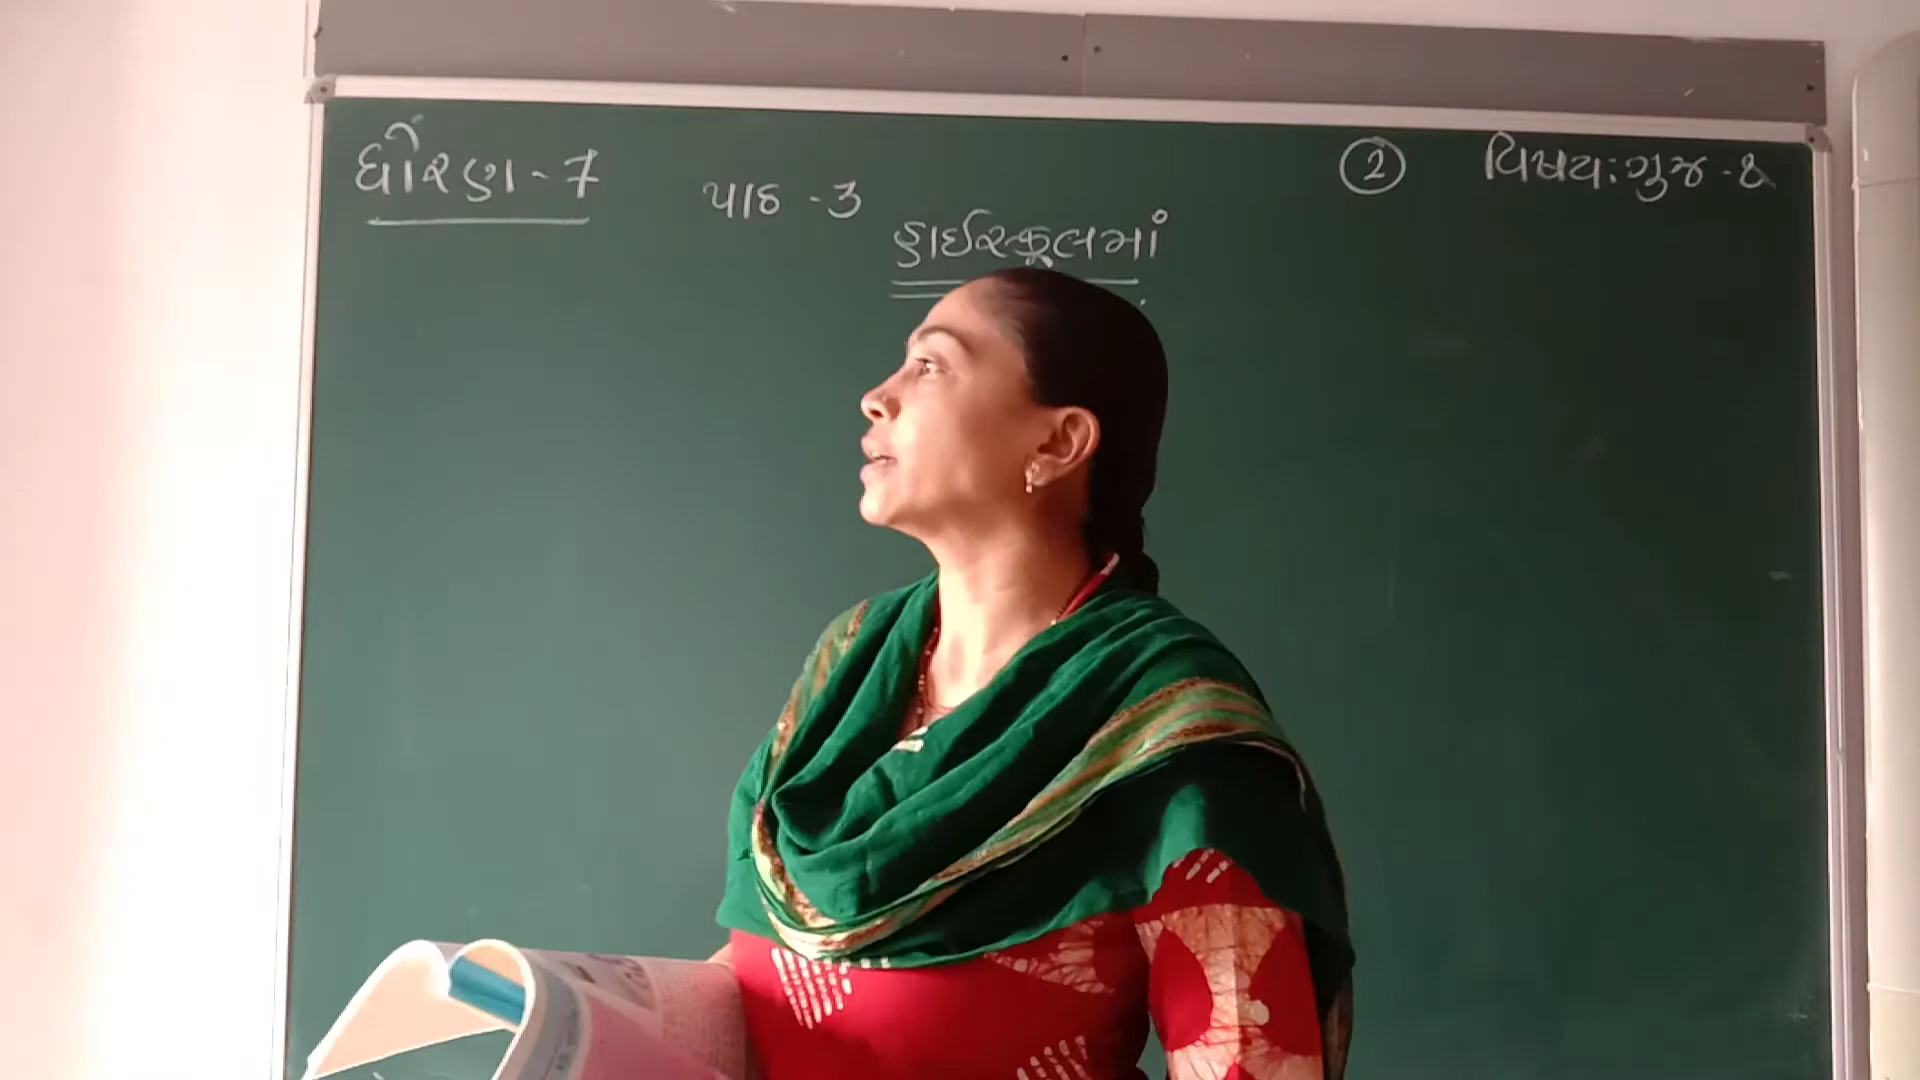 ધોરણ - 7
પાઠ - 3
હાઈસ્કૂલમાં
2
વિષય: ગુજ -